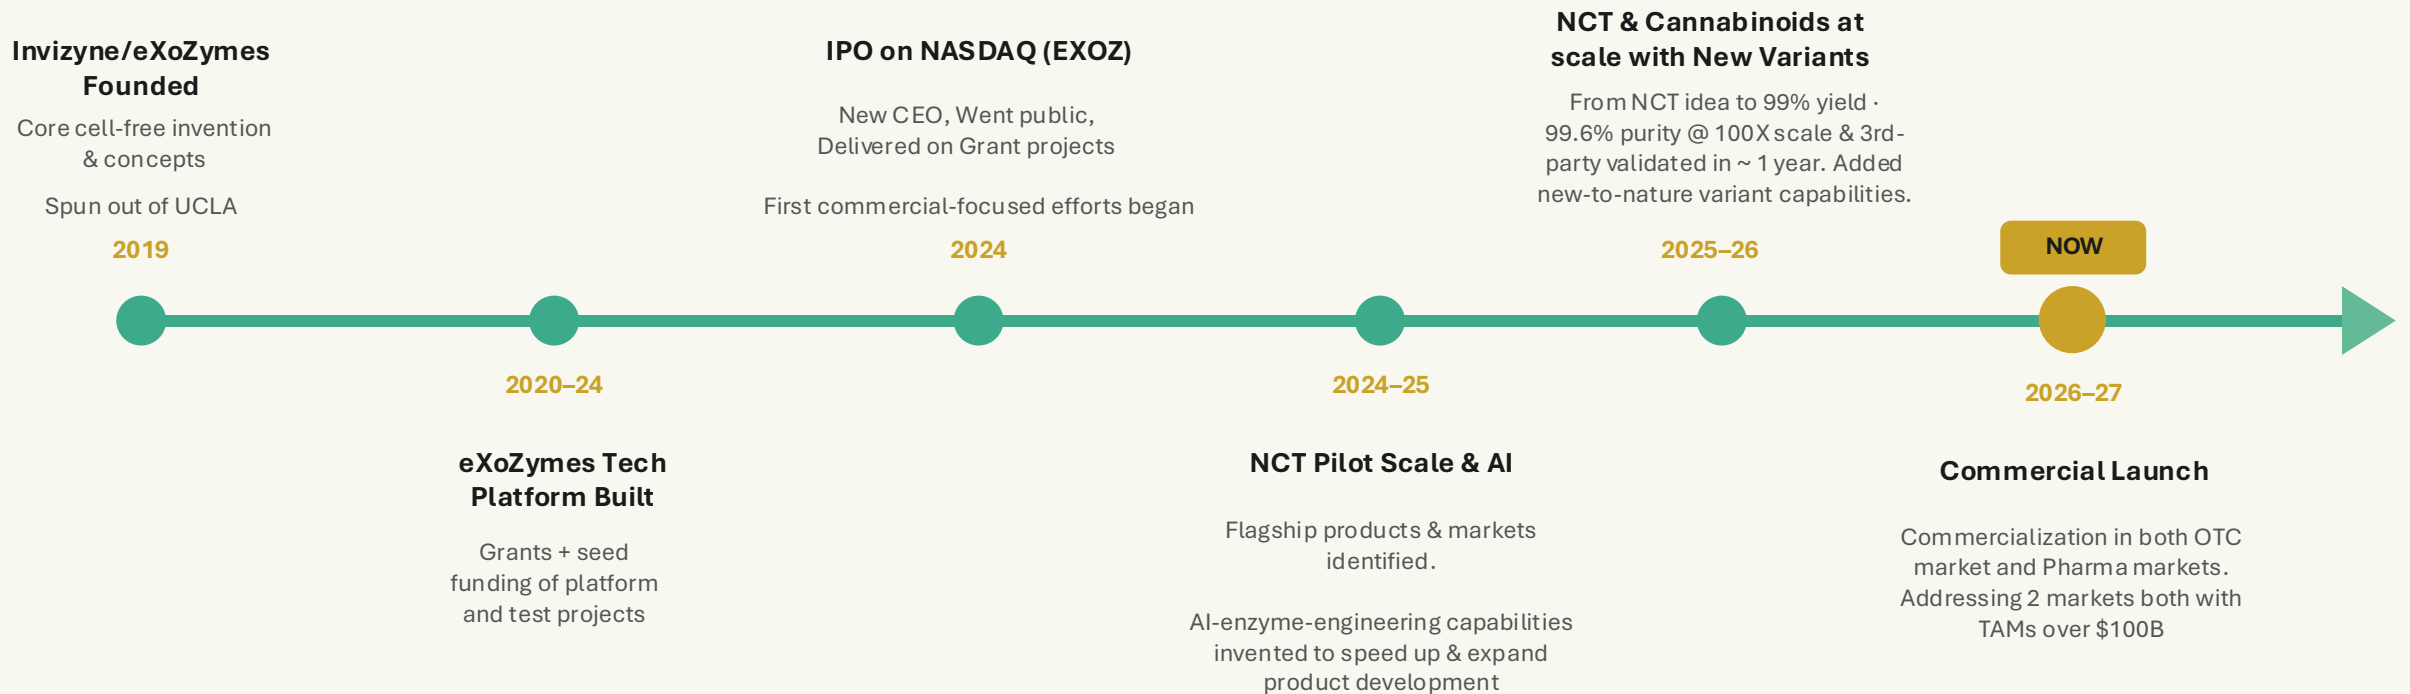 Invizyne/eXoZymes
Founded
Core cell-free invention
& concepts
Spun out of UCLA
2019
eXoZymes Tech
Platform Built
2020–24
Grants + seed
funding of platform
and test projects
IPO on NASDAQ (EXOZ)
New CEO, Went public,
Delivered on Grant projects
First commercial-focused efforts began
2024
2024–25
NCT Pilot Scale & AI
Flagship products & markets
identified.
AI-enzyme-engineering capabilities
invented to speed up & expand
product development
NCT & Cannabinoids at
scale with New Variants
From NCT idea to 99% yield ·
99.6% purity @ 100X scale & 3rd-
party validated in ~ 1 year. Added
new-to-nature variant capabilities.
2025–26
NOW
2026–27
Commercial Launch
Commercialization in both OTC
market and Pharma markets.
Addressing 2 markets both with
TAMs over $100B